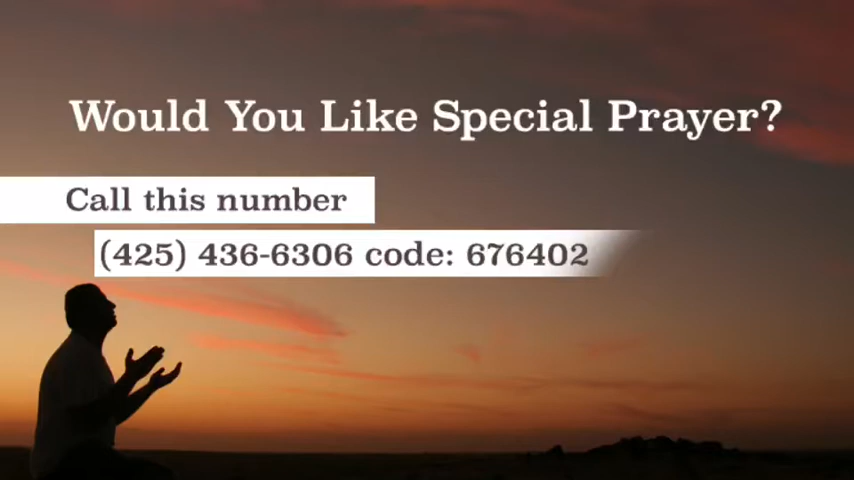 Would You Like Special Prayer?
Call this number
(425) 436-6306 code: 676402